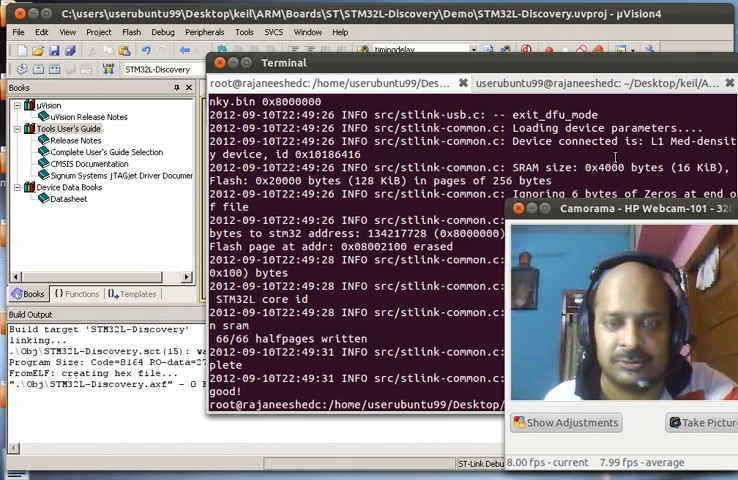 C:\users\userubuntu99\Desktop\keil\ARM\Boards\ST\STM32L-Discovery\Demo\STM32L-Discovery.uvproj - µVision4
File Edit View Project Flash Debug Peripherals Tools SVCS Window Help
timingdelay
STM32L-Discovery
Books
µVision
uVision Release Notes
Tools User's Guide
Release Notes
Complete User's Guide Selection
CMSIS Documentation
Signum Systems JTAGjet Driver Documen
Device Data Books
Datasheet
Books Functions Templates
Terminal
root@rajaneeshedc: /home/userubuntu99/Des...
userubuntu99@rajaneeshedc: ~/Desktop/keil/A...
nky.bin 0x8000000
2012-09-10T22:49:26 INFO src/stlink-usb.c: -- exit_dfu_mode
2012-09-10T22:49:26 INFO src/stlink-common.c: Loading device parameters....
2012-09-10T22:49:26 INFO src/stlink-common.c: Device connected is: L1 Med-densit
y device, id 0x10186416
2012-09-10T22:49:26 INFO src/stlink-common.c: SRAM size: 0x4000 bytes (16 KiB),
Flash: 0x20000 bytes (128 KiB) in pages of 256 bytes
2012-09-10T22:49:26 INFO src/stlink-common.c: Ignoring 6 bytes of Zeros at end o
f file
2012-09-10T22:49:26 INFO src/stlink-common.c:
bytes to stm32 address: 134217728 (0x8000000)
Flash page at addr: 0x08002100 erased
2012-09-10T22:49:28 INFO src/stlink-common.c:
0x100) bytes
2012-09-10T22:49:28 INFO src/stlink-common.c:
STM32L core id
2012-09-10T22:49:28 INFO src/stlink-common.c:
n sram
66/66 halfpages written
2012-09-10T22:49:31 INFO src/stlink-common.c:
plete
2012-09-10T22:49:31 INFO src/stlink-common.c:
good!
root@rajaneeshedc:/home/userubuntu99/Desktop/
Camorama - HP Webcam-101 - 320
Show Adjustments
Take Pictur
8.00 fps - current 7.99 fps - average
Build Output
Build target 'STM32L-Discovery'
linking...
.\Obj\STM32L-Discovery.sct(15): wa
Program Size: Code=8164 RO-data=27
FromELF: creating hex file...
".\Obj\STM32L-Discovery.axf" - 0
ST-Link Debu